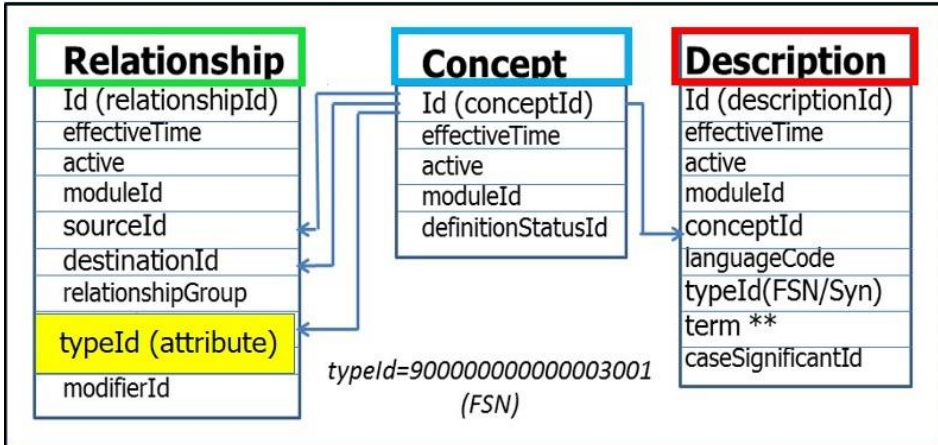 Relationship
Id (relationshipId)
effectiveTime
active
moduleId
sourceId
destinationId
relationshipGroup
typeId (attribute)
modifierId
Concept
Id (conceptId)
effectiveTime
active
moduleId
definitionStatusId
typeId=900000000000003001
(FSN)
Description
Id (descriptionId)
effectiveTime
active
moduleId
conceptId
languageCode
typeId(FSN/Syn)
term **
caseSignificantId